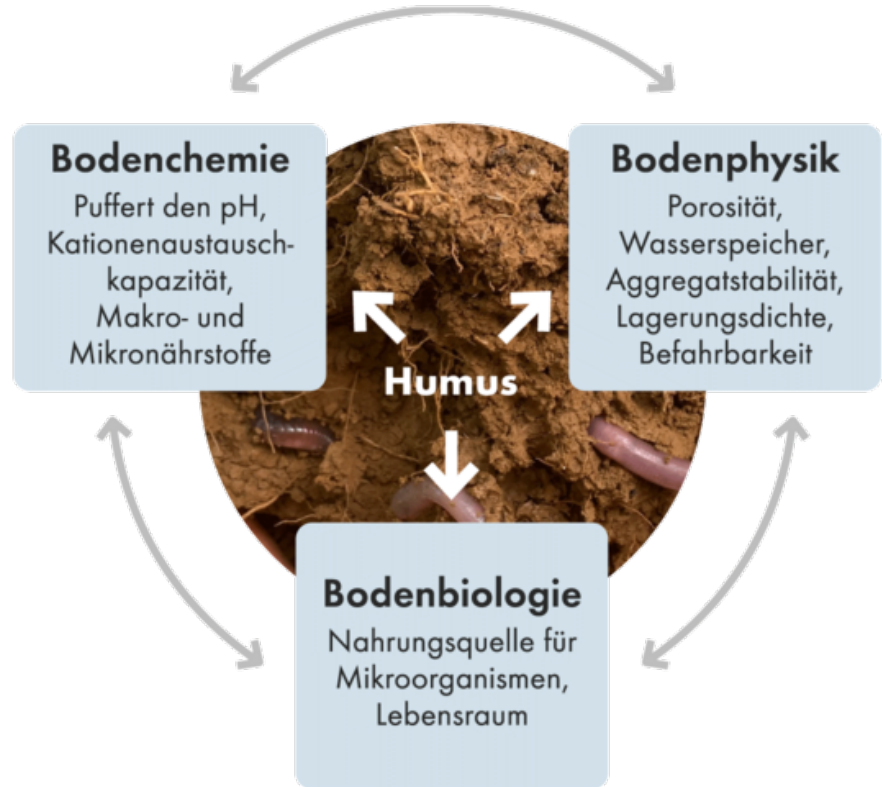 Bodenchemie
Puffert den pH,
Kationenaustausch-
kapazität,
Makro- und
Mikronährstoffe
Bodenphysik
Porosität,
Wasserspeicher,
Aggregatstabilität,
Lagerungsdichte,
Befahrbarkeit
Humus
Bodenbiologie
Nahrungsquelle für
Mikroorganismen,
Lebensraum